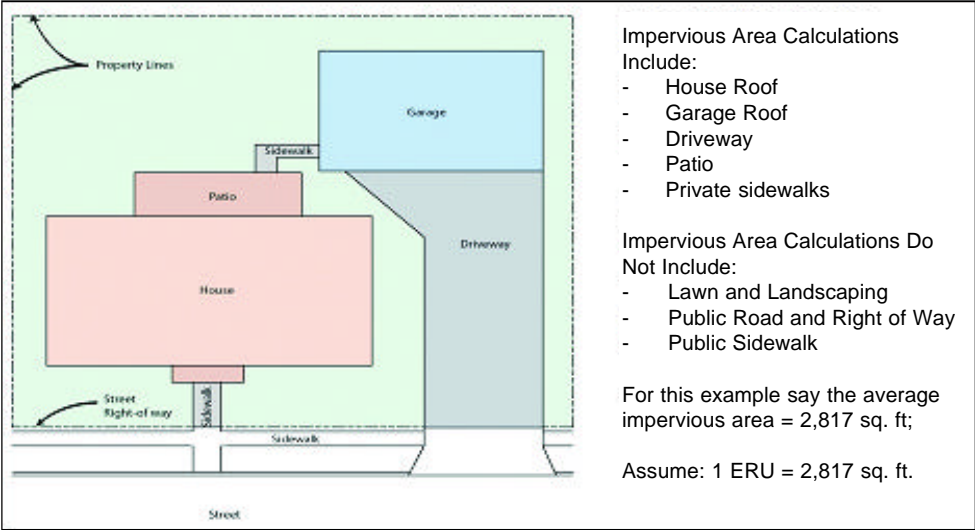 Property Lines
Garage
Sidewalk
Patio
Driveway
House
Street
Right-of way
Sidewalk
Sidewalk
Street
Impervious Area Calculations
Include:
- House Roof
- Garage Roof
- Driveway
- Patio
- Private sidewalks
Impervious Area Calculations Do
Not Include:
- Lawn and Landscaping
- Public Road and Right of Way
- Public Sidewalk
For this example say the average
impervious area = 2,817 sq. ft;
Assume: 1 ERU = 2,817 sq. ft.